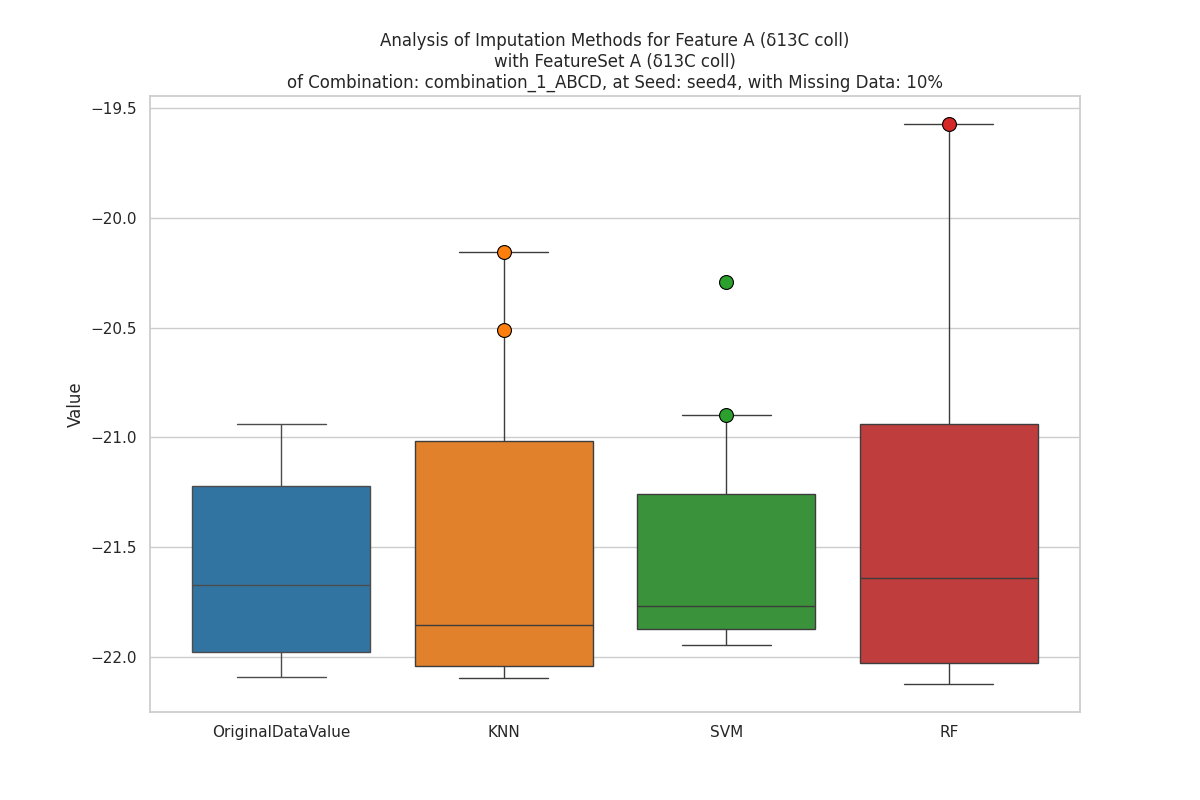 Analysis of Imputation Methods for Feature A (δ13C coll)
with FeatureSet A (δ13C coll)
of Combination: combination_1_ABCD, at Seed: seed4, with Missing Data: 10%
−19.5
−20.0
−20.5
−21.0
−21.5
−22.0
Value
OriginalDataValue
KNN
SVM
RF